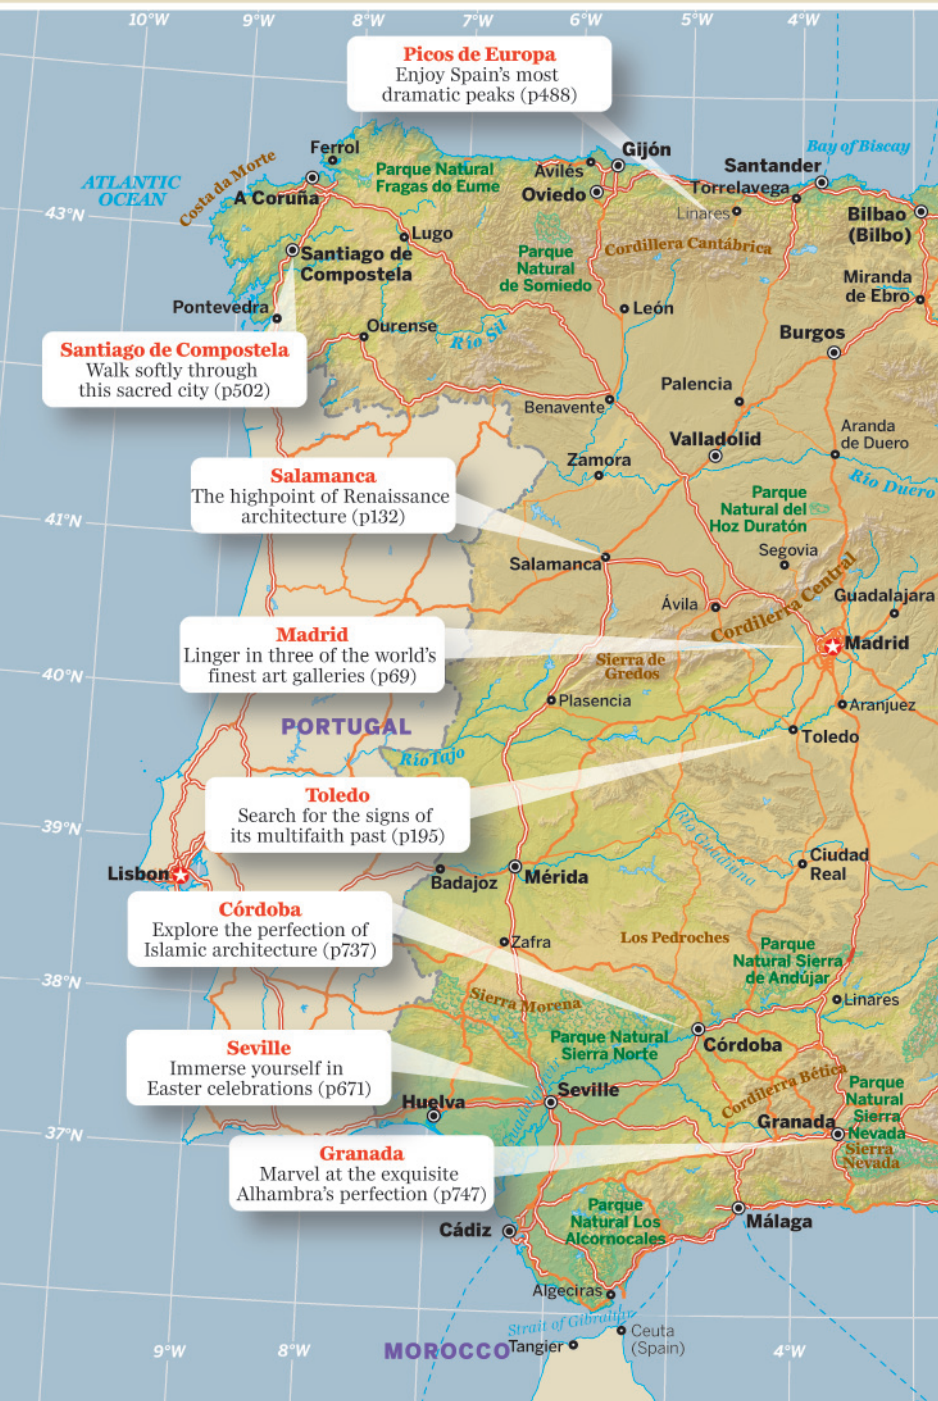 10°W
9°W
8°W
7°W
6°W
5°W
4°W
Picos de Europa
Enjoy Spain's most
dramatic peaks (p488)
Bay of Biscay
ATLANTIC
OCEAN
Costa da Morte
Ferrol
A Coruña
Parque Natural
Fragas do Eume
Avilés
Gijón
Oviedo
Santander
Torrelavega
Linares
Bilbao
(Bilbo)
43°N
Lugo
Santiago de
Compostela
Parque
Natural
de Somiedo
Cordillera Cantábrica
Miranda
de Ebro
Pontevedra
Ourense
Río Sil
León
Burgos
Santiago de Compostela
Walk softly through
this sacred city (p502)
Palencia
Benavente
Aranda
de Duero
Valladolid
Zamora
Río Duero
Salamanca
The highpoint of Renaissance
architecture (p132)
Parque
Natural del
Hoz Duratón
41°N
Salamanca
Segovia
Ávila
Cordilerra Central
Guadalajara
Madrid
Linger in three of the world's
finest art galleries (p69)
Madrid
Sierra de
Gredos
40°N
Plasencia
Aranjuez
PORTUGAL
Río Tajo
Toledo
Toledo
Search for the signs of
its multifaith past (p195)
39°N
Río Guadiana
Ciudad
Real
Lisbon
Badajoz
Mérida
Córdoba
Explore the perfection of
Islamic architecture (p737)
Zafra
Los Pedroches
Parque
Natural Sierra
de Andújar
38°N
Sierra Morena
Linares
Parque Natural
Sierra Norte
Córdoba
Seville
Immerse yourself in
Easter celebrations (p671)
Cordilerra Bética
Huelva
Seville
Guadalquivir
Parque
Natural
Sierra
Nevada
Granada
Sierra
Nevada
37°N
Granada
Marvel at the exquisite
Alhambra's perfection (p747)
Parque
Natural Los
Alcornocales
Cádiz
Málaga
Algeciras
Strait of Gibraltar
Ceuta
(Spain)
MOROCCO
Tangier
9°W
8°W
4°W